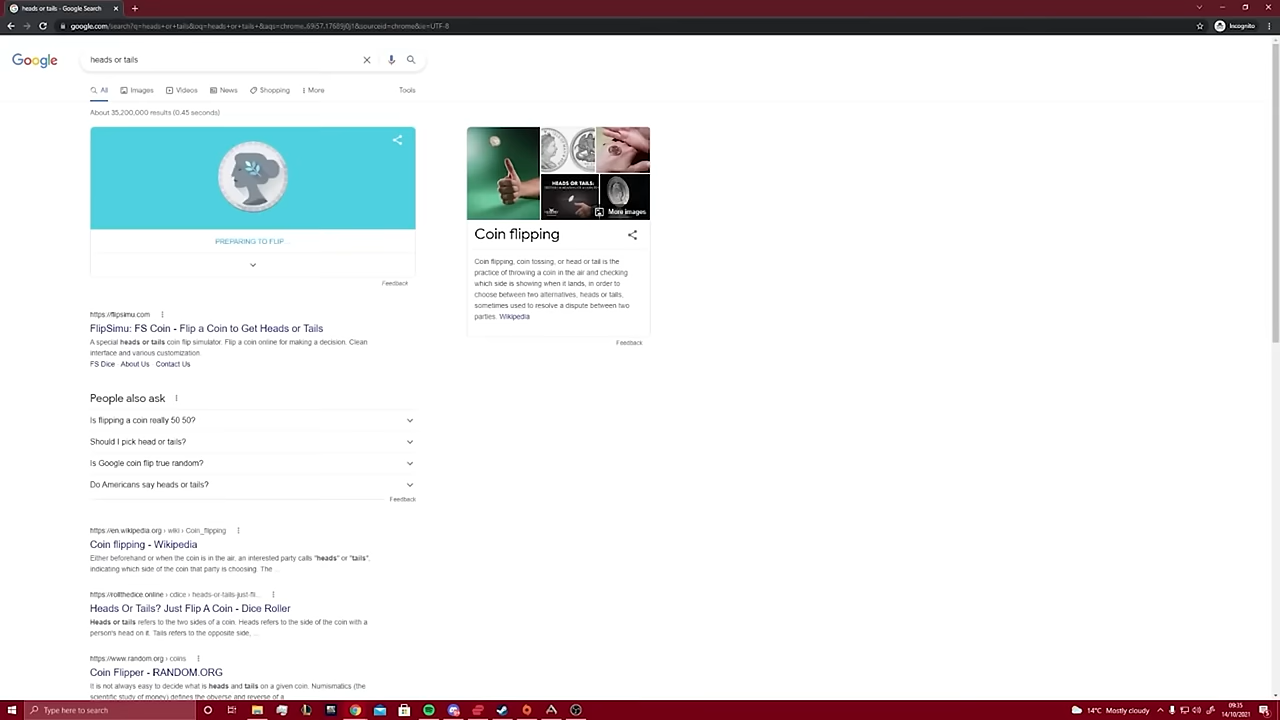 heads or tails - Google Search
google.com/search?q=heads+or+tails&oq=heads+or+tails+&aqs=chrome..69i57.17689j0j1&sourceid=chrome&ie=UTF-8
Incognito
Google
heads or tails
All Images Videos News Shopping More Tools
About 35,200,000 results (0.45 seconds)
PREPARING TO FLIP
Feedback
HEADS OR TAILS:
More images
Coin flipping
Coin flipping, coin tossing, or head or tail is the
practice of throwing a coin in the air and checking
which side is showing when it lands, in order to
choose between two alternatives, heads or tails,
sometimes used to resolve a dispute between two
parties. Wikipedia
Feedback
https://flipsimu.com
FlipSimu: FS Coin - Flip a Coin to Get Heads or Tails
A special heads or tails coin flip simulator. Flip a coin online for making a decision. Clean
interface and various customization.
FS Dice About Us Contact Us
People also ask
Is flipping a coin really 50 50?
Should I pick head or tails?
Is Google coin flip true random?
Do Americans say heads or tails?
Feedback
https://en.wikipedia.org › wiki › Coin_flipping
Coin flipping - Wikipedia
Either beforehand or when the coin is in the air, an interested party calls "heads" or "tails",
indicating which side of the coin that party is choosing. The ...
https://rollthedice.online › cdice › heads-or-tails-just-fli...
Heads Or Tails? Just Flip A Coin - Dice Roller
Heads or tails refers to the two sides of a coin. Heads refers to the side of the coin with a
person's head on it. Tails refers to the opposite side, ...
https://www.random.org › coins
Coin Flipper - RANDOM.ORG
It is not always easy to decide what is heads and tails on a given coin. Numismatics (the
scientific study of money) defines the obverse and reverse of a
Type here to search
14°C Mostly cloudy
09:35
14/10/2021